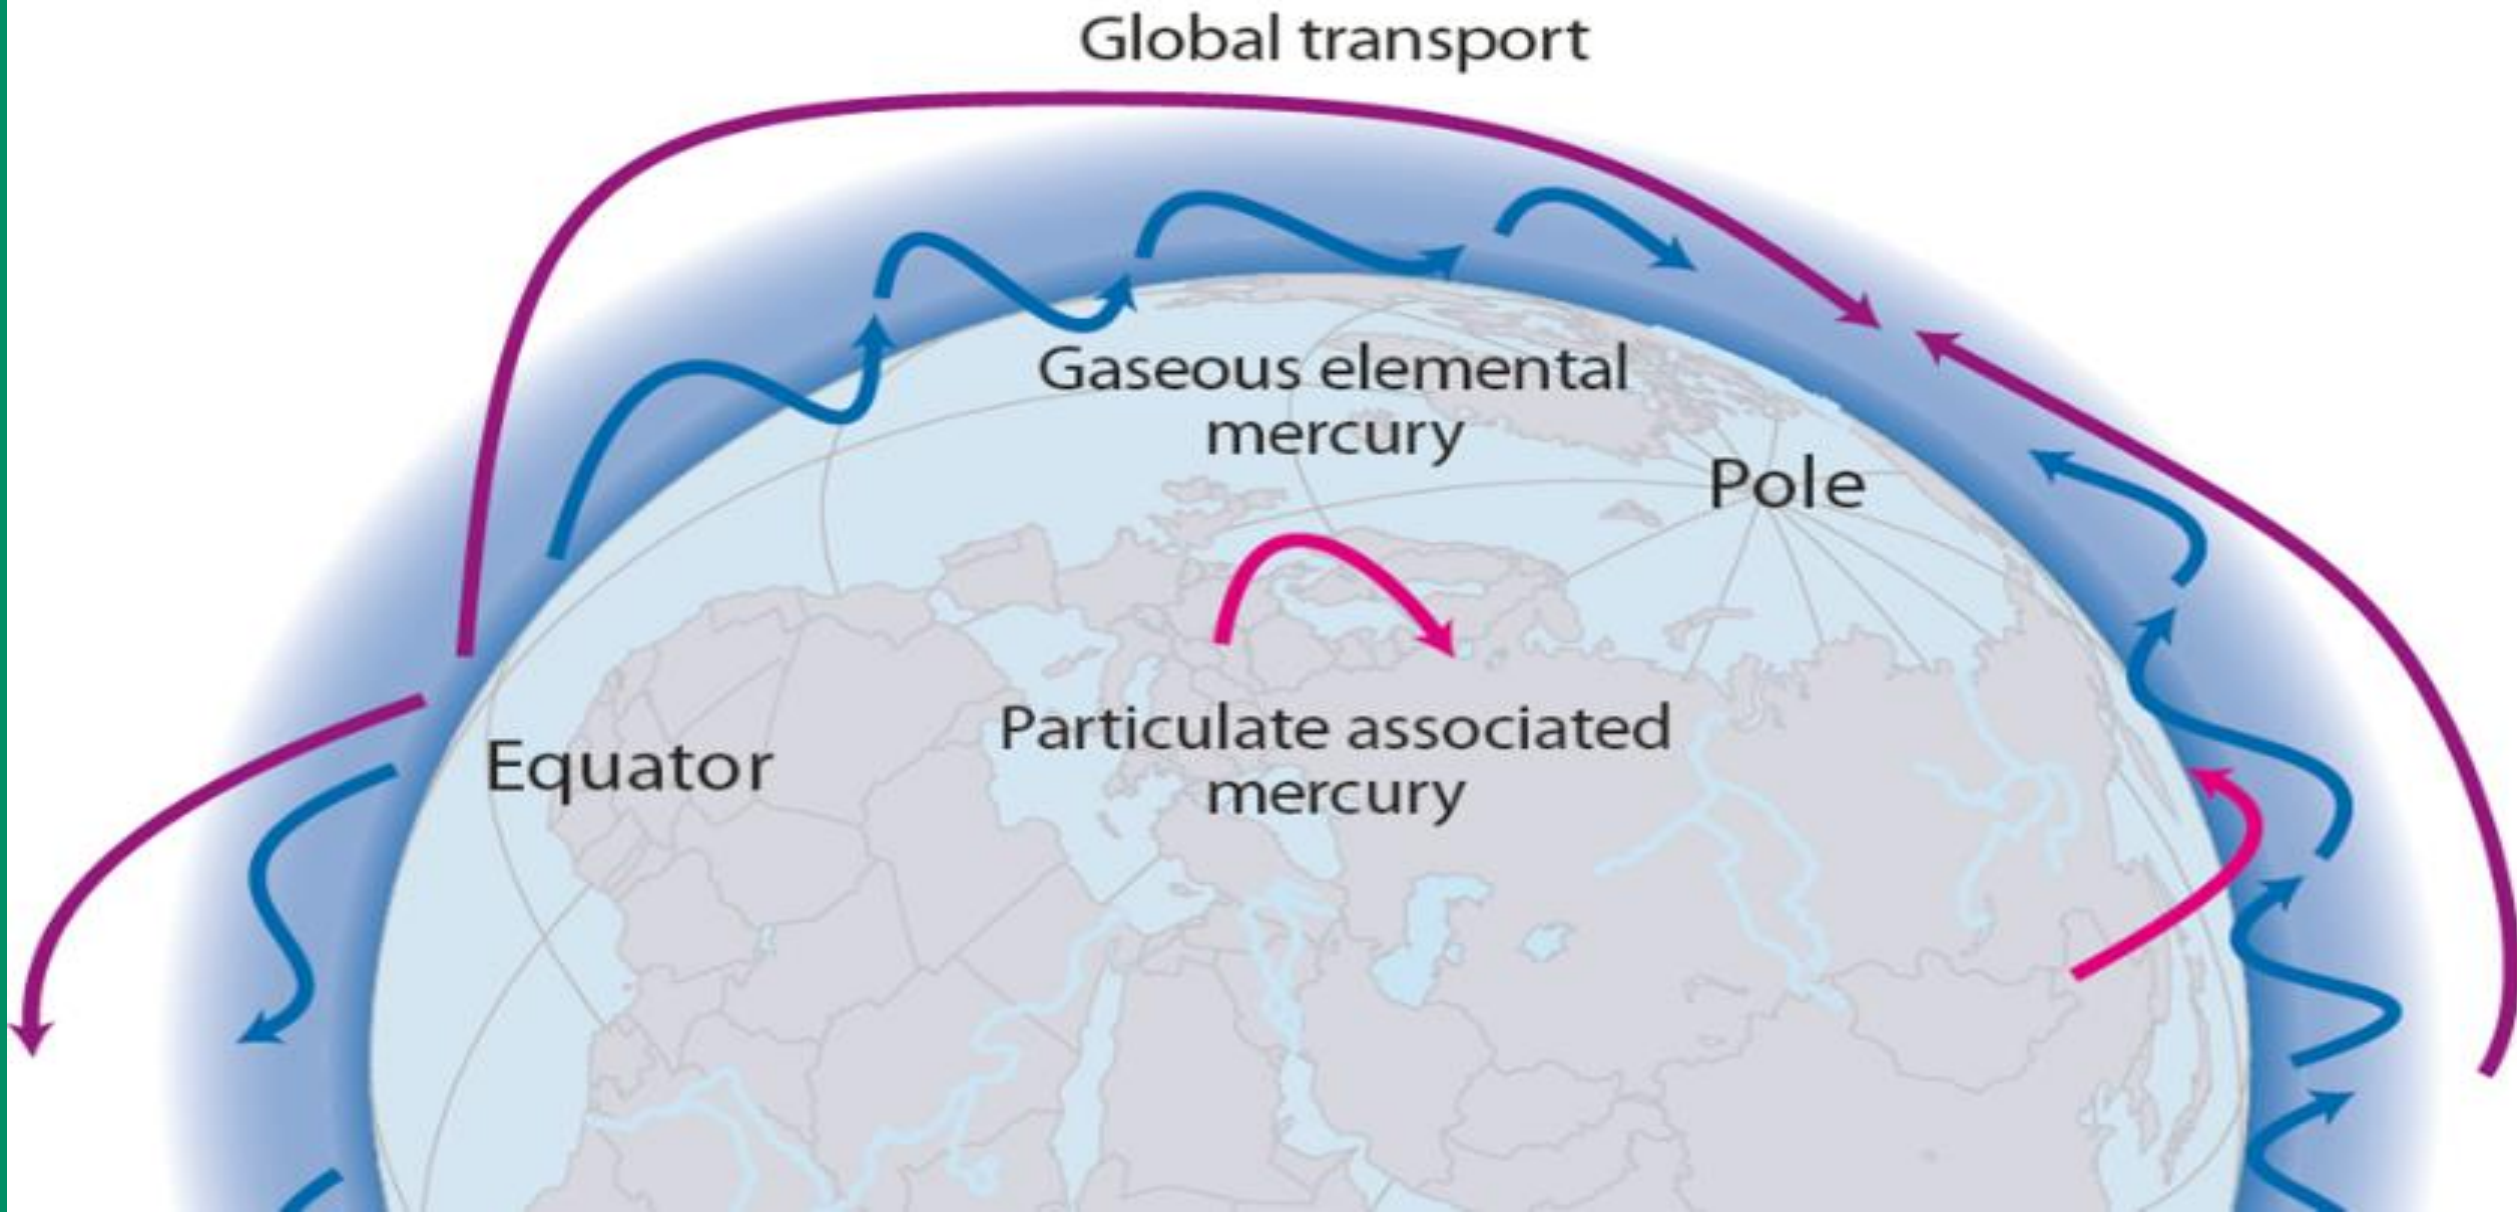 Global transport
Gaseous elemental
mercury
Pole
Particulate associated
mercury
Equator